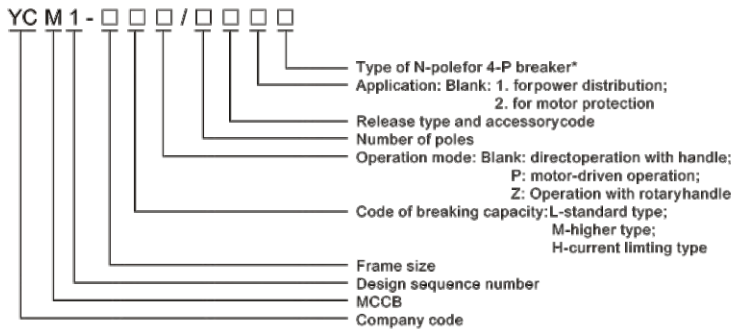 YCM1-□□□/□□□□
Type of N-polefor 4-P breaker*
Application: Blank: 1. forpower distribution;
2. for motor protection
Release type and accessorycode
Number of poles
Operation mode: Blank: directoperation with handle;
P: motor-driven operation;
Z: Operation with rotaryhandle
Code of breaking capacity:L-standard type;
M-higher type;
H-current limting type
Frame size
Design sequence number
MCCB
Company code